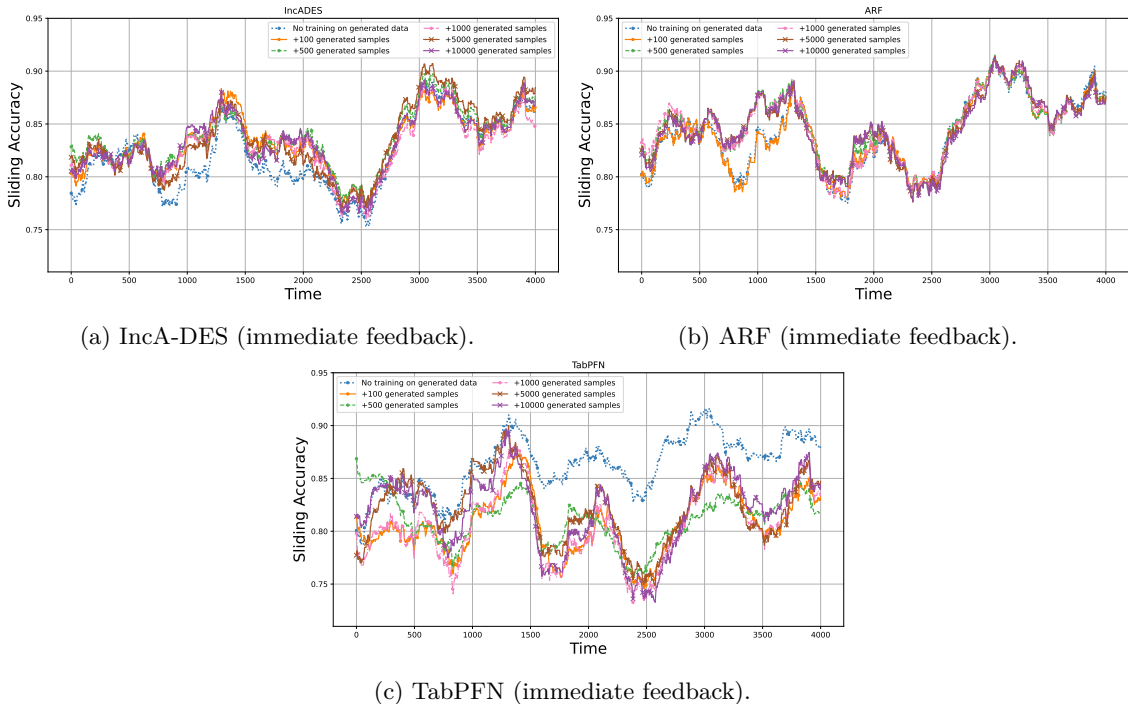 IncADES
No training on generated data
+100 generated samples
+500 generated samples
+1000 generated samples
+5000 generated samples
+10000 generated samples
Sliding Accuracy
0.95
0.90
0.85
0.80
0.75
0 500 1000 1500 2000 2500 3000 3500 4000
Time
(a) IncA-DES (immediate feedback).
ARF
No training on generated data
+100 generated samples
+500 generated samples
+1000 generated samples
+5000 generated samples
+10000 generated samples
Sliding Accuracy
0.95
0.90
0.85
0.80
0.75
0 500 1000 1500 2000 2500 3000 3500 4000
Time
(b) ARF (immediate feedback).
TabPFN
No training on generated data
+100 generated samples
+500 generated samples
+1000 generated samples
+5000 generated samples
+10000 generated samples
Sliding Accuracy
0.95
0.90
0.85
0.80
0.75
0 500 1000 1500 2000 2500 3000 3500 4000
Time
(c) TabPFN (immediate feedback).